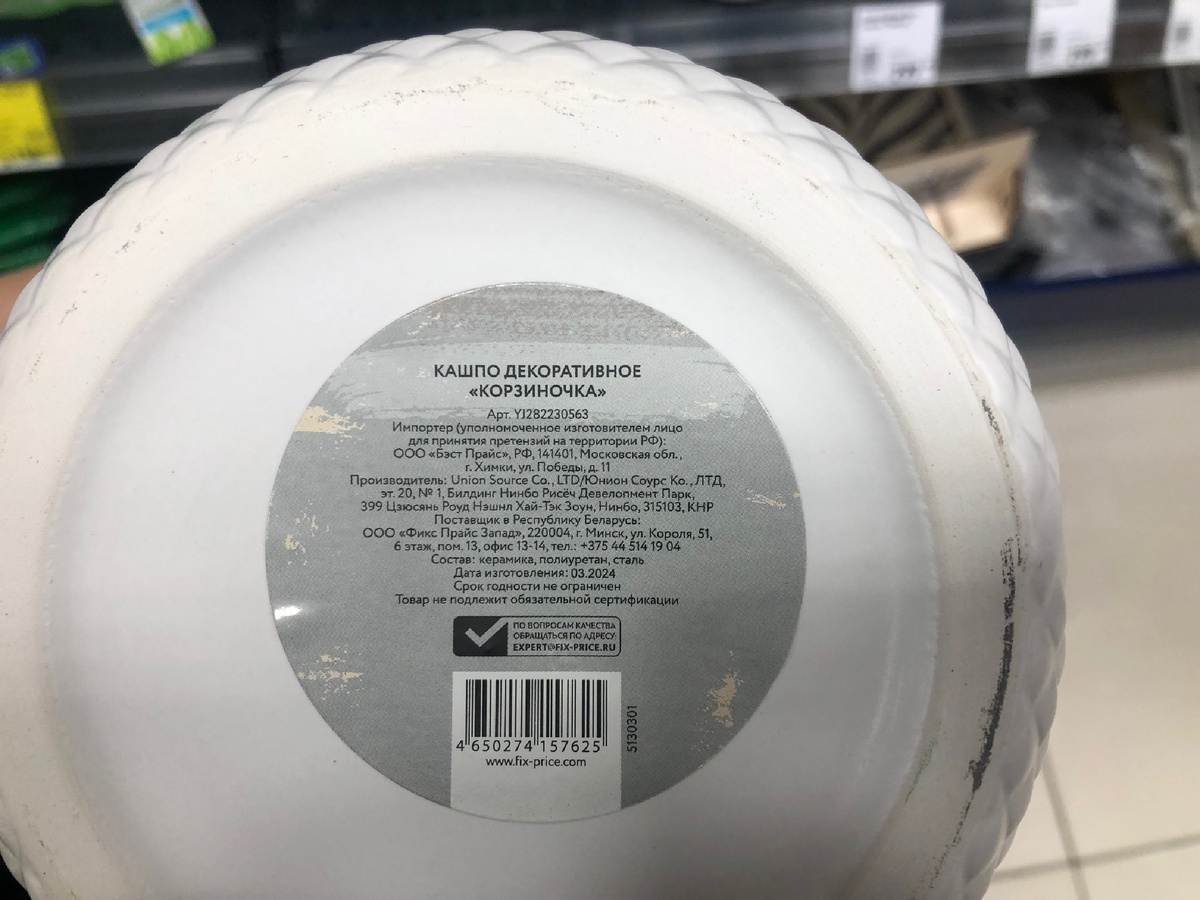 КАШПО ДЕКОРАТИВНОЕ
«КОРЗИНОЧКА»
Арт. YJ282230563
Импортер (уполномоченное изготовителем лицо
для принятия претензий на территории РФ):
ООО «Бэст Прайс», РФ, 141401, Московская обл.,
г. Химки, ул. Победы, д. 11
Производитель: Union Source Co., LTD/Юнион Соурс Ко., ЛТД,
эт. 20, № 1, Билдинг Нинбо Рисёч Девелопмент Парк,
399 Цзюсянь Роуд Нэшнл Хай-Тэк Зоун, Нинбо, 315103, КНР
Поставщик в Республику Беларусь:
ООО «Фикс Прайс Запад», 220004, г. Минск, ул. Короля, 51,
6 этаж, пом. 13, офис 13-14, тел.: +375 44 514 19 04
Состав: керамика, полиуретан, сталь
Дата изготовления: 03.2024
Срок годности не ограничен
Товар не подлежит обязательной сертификации
ПО ВОПРОСАМ КАЧЕСТВА
ОБРАЩАТЬСЯ ПО АДРЕСУ:
EXPERT@FIX-PRICE.RU
4 650274 157625
5130301
www.fix-price.com